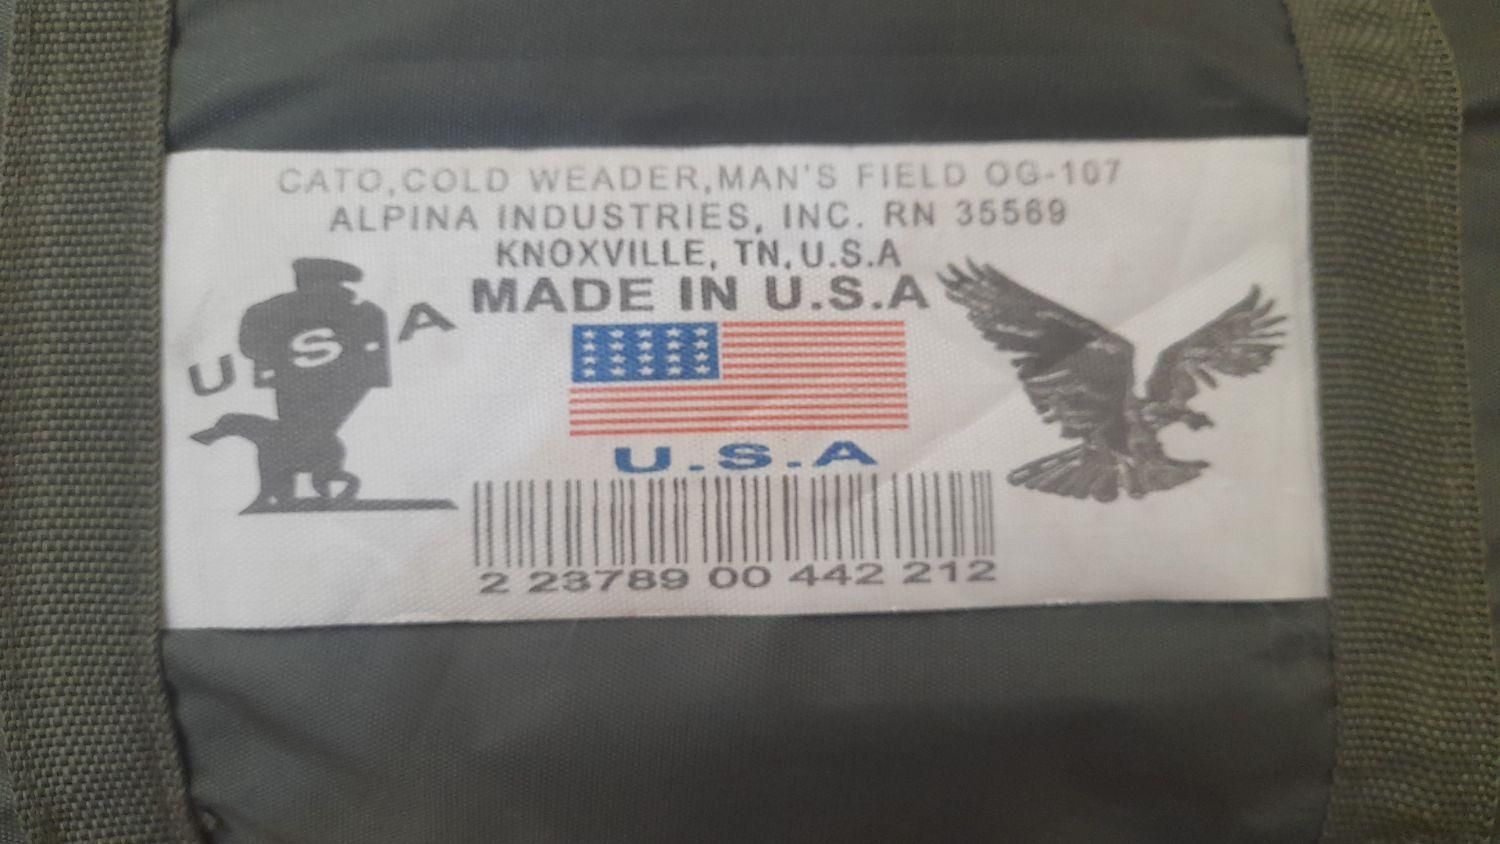 CATO,COLD WEADER,MAN'S FIELD OG-107
ALPINA INDUSTRIES, INC. RN 35569
KNOXVILLE, TN,U.S.A
MADE IN U.S.A
U.S.A
U.S.A
2 23789 00 442 212